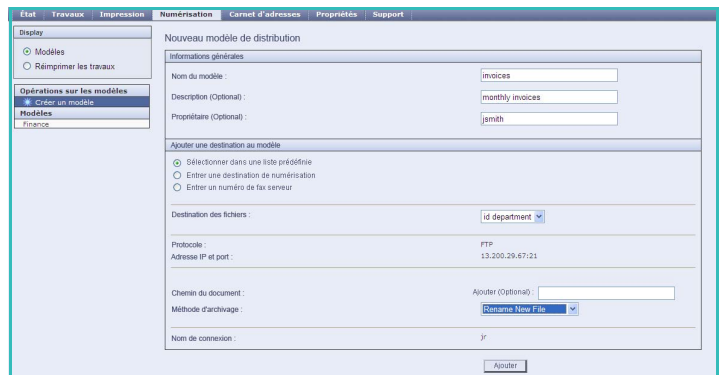 État Travaux Impression Numérisation Carnet d'adresses Propriétés Support
Display
Modèles
Réimprimer les travaux
Opérations sur les modèles
Créer un modèle
Modèles
Finance
Nouveau modèle de distribution
Informations générales
Nom du modèle : invoices
Description (Optional) : monthly invoices
Propriétaire (Optional) : jsmith
Ajouter une destination au modèle
Sélectionner dans une liste prédéfinie
Entrer une destination de numérisation
Entrer un numéro de fax serveur
Destination des fichiers : id department
Protocole : FTP
Adresse IP et port : 13.200.29.67:21
Chemin du document : Ajouter (Optional) :
Méthode d'archivage : Rename New File
Nom de connexion : jr
Ajouter